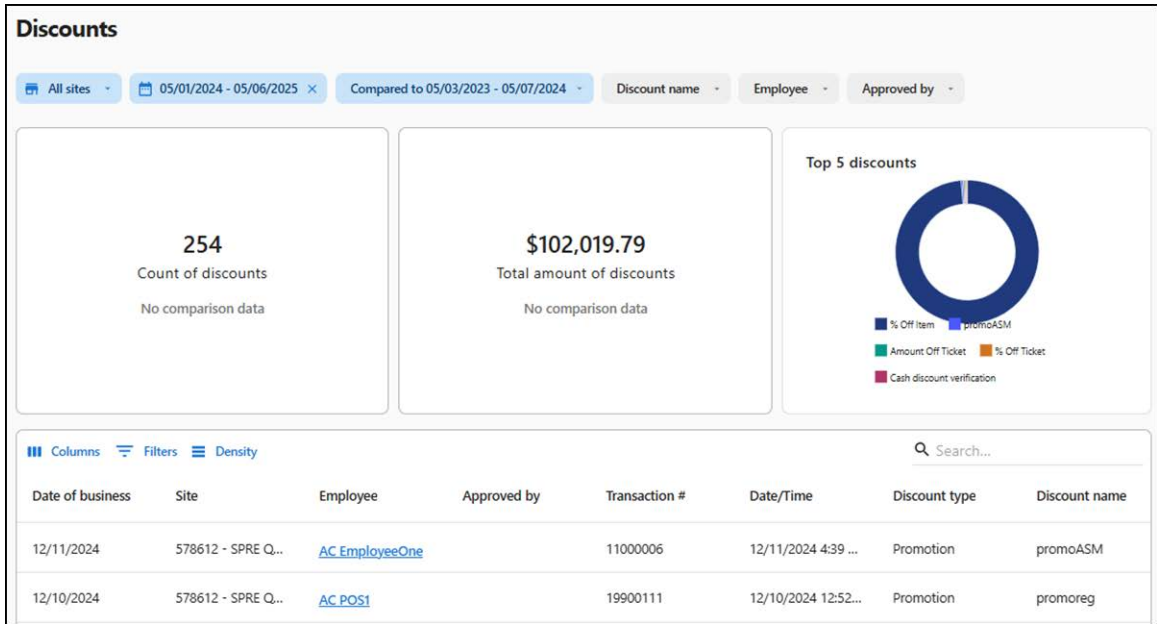 Discounts
All sites
05/01/2024 - 05/06/2025 ×
Compared to 05/03/2023 - 05/07/2024
Discount name
Employee
Approved by
254
Count of discounts
No comparison data
$102,019.79
Total amount of discounts
No comparison data
Top 5 discounts
% Off Item promoASM
Amount Off Ticket % Off Ticket
Cash discount verification
Columns Filters Density Search...
Date of business Site Employee Approved by Transaction # Date/Time Discount type Discount name
12/11/2024 578612 - SPRE Q... AC EmployeeOne 11000006 12/11/2024 4:39 ... Promotion promoASM
12/10/2024 578612 - SPRE Q... AC POS1 19900111 12/10/2024 12:52... Promotion promoreg